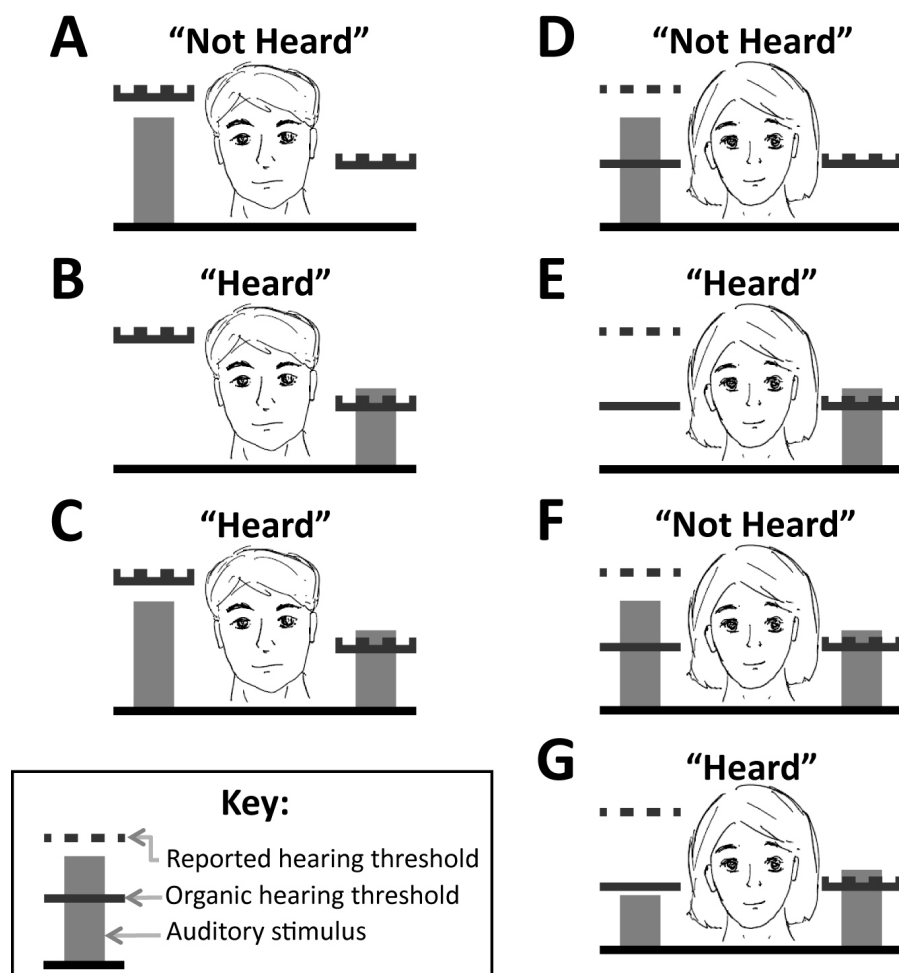 A
“Not Heard”
B
“Heard”
C
“Heard”
D
“Not Heard”
E
“Heard”
F
“Not Heard”
G
“Heard”
Key:
Reported hearing threshold
Organic hearing threshold
Auditory stimulus